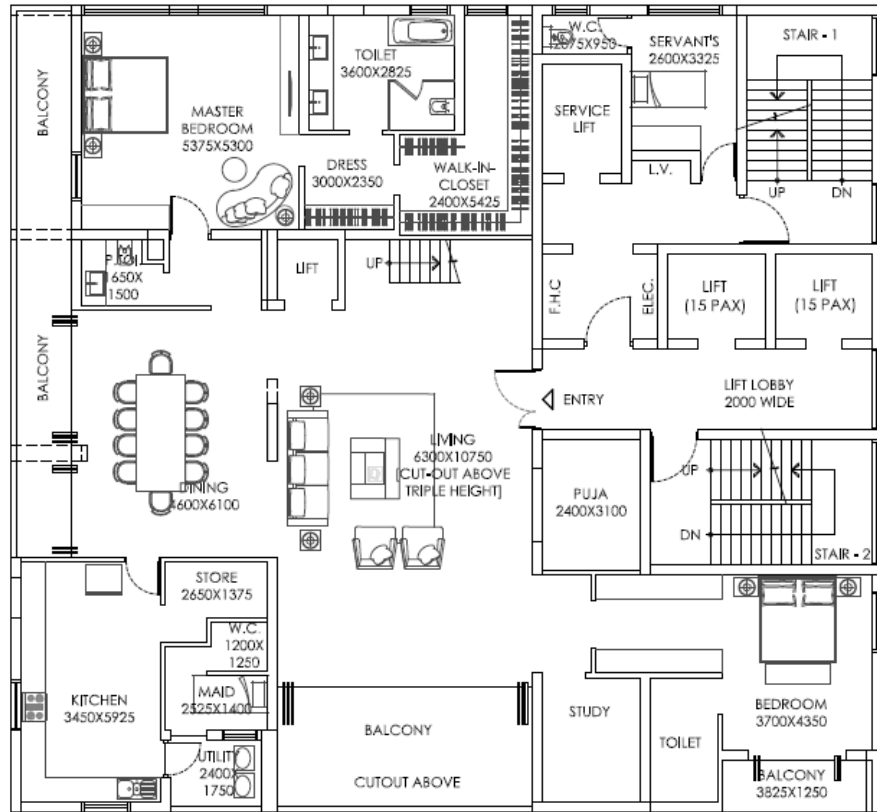 BALCONY
MASTER
BEDROOM
5375X5300
TOILET
3600X2825
DRESS
3000X2350
WALK-IN-
CLOSET
2400X5425
W.C.
SERVANT'S
2600X3325
STAIR - 1
SERVICE
LIFT
L.V.
UP
DN
P.TOI.
1650X
1500
LIFT
UP
F.H.C
ELEC.
LIFT
(15 PAX)
LIFT
(15 PAX)
BALCONY
ENTRY
LIFT LOBBY
2000 WIDE
LIVING
6300X10750
[CUT-OUT ABOVE
TRIPLE HEIGHT]
DINING
4600X6100
PUJA
2400X3100
UP
DN
STAIR - 2
STORE
2650X1375
W.C.
1200X
1250
KITCHEN
3450X5925
MAID
2525X1400
UTILITY
2400X
1750
BALCONY
CUTOUT ABOVE
STUDY
TOILET
BEDROOM
3700X4350
BALCONY
3825X1250